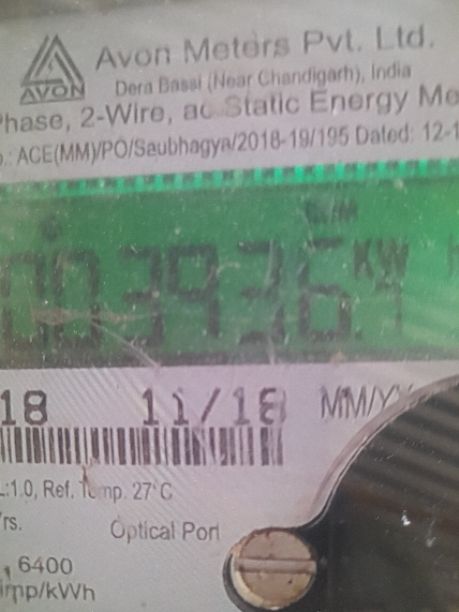 Avon Meters Pvt. Ltd.
AVON
Dera Bassi (Near Chandigarh), India
Phase, 2-Wire, ac Static Energy Me
.: ACE(MM)/PO/Saubhagya/2018-19/195 Dated: 12-1
003936.
KW h
18 11/18 MM/YY
L:1.0, Ref. Temp. 27°C
rs. Optical Port
, 6400
imp/kWh